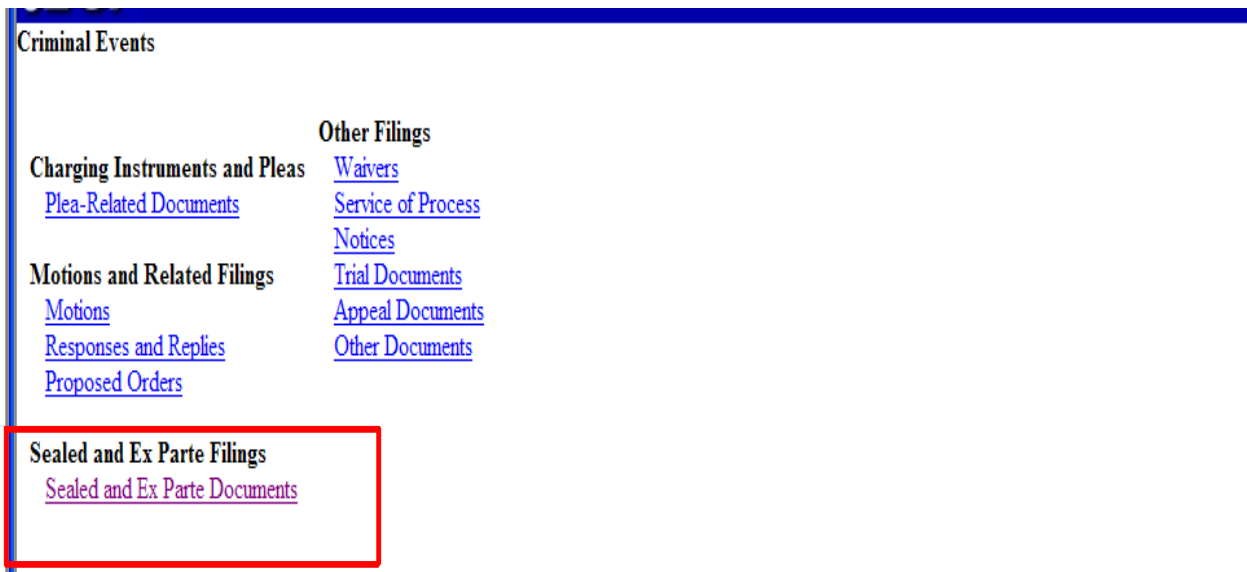 Criminal Events
Charging Instruments and Pleas
Plea-Related Documents
Motions and Related Filings
Motions
Responses and Replies
Proposed Orders
Sealed and Ex Parte Filings
Sealed and Ex Parte Documents
Other Filings
Waivers
Service of Process
Notices
Trial Documents
Appeal Documents
Other Documents